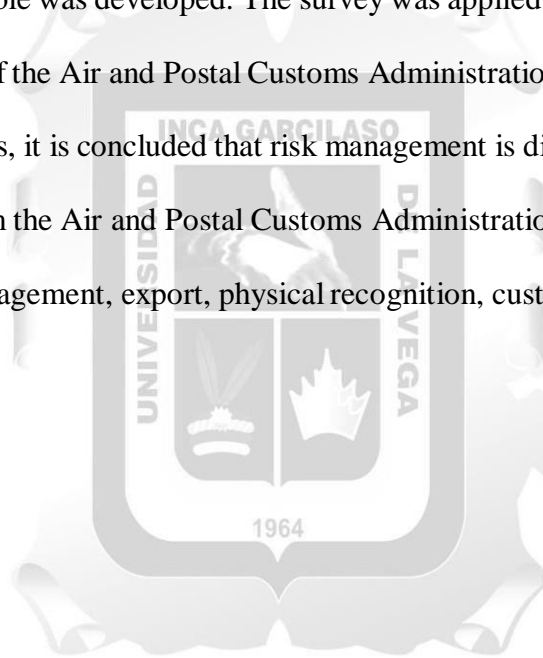 ble was developed. The survey was applied
f the Air and Postal Customs Administratio
s, it is concluded that risk management is di
n the Air and Postal Customs Administratio
agement, export, physical recognition, cust
INCA GARCILASO
UNIVERSIDAD
DE LA VEGA
1964